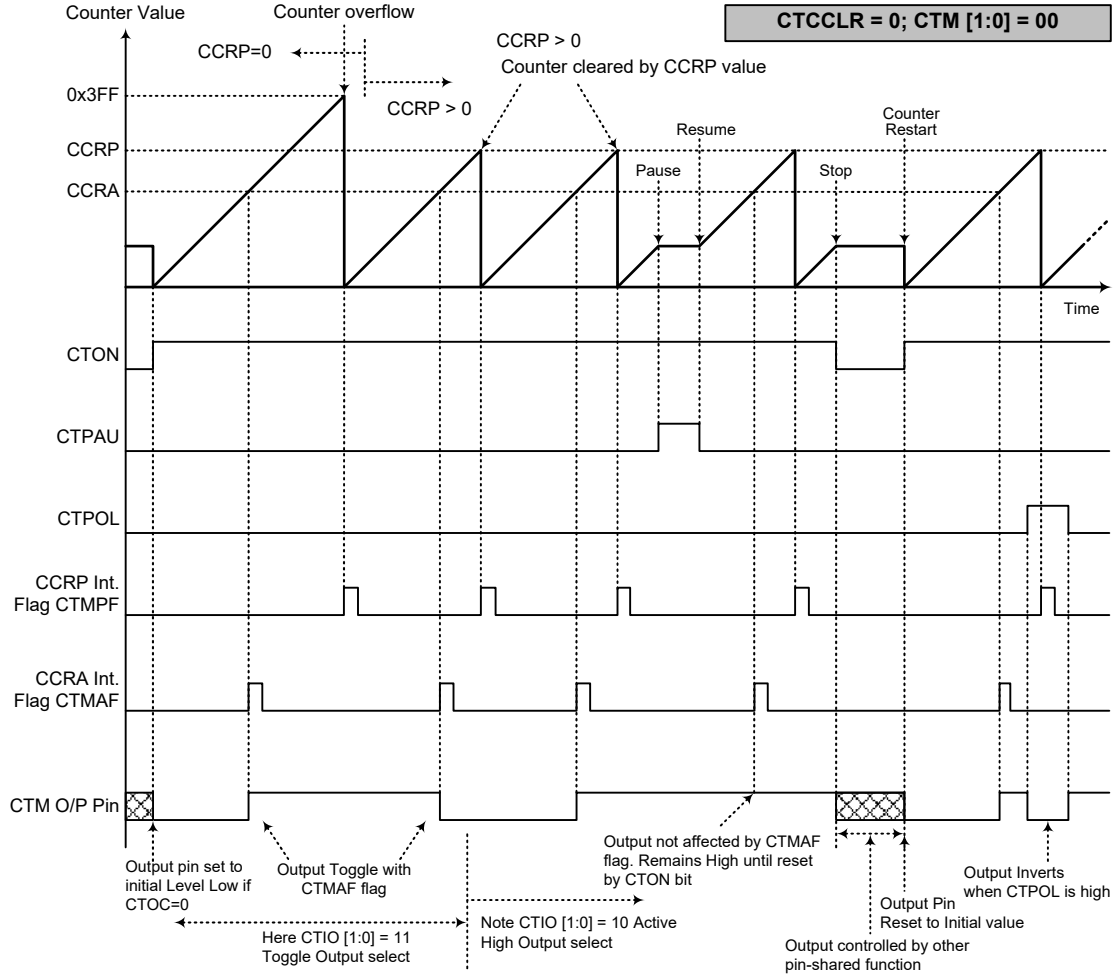 Counter Value
Counter overflow
CTCCLR = 0; CTM [1:0] = 00
CCRP=0
CCRP > 0
CCRP > 0
Counter cleared by CCRP value
0x3FF
CCRP
CCRA
Pause
Resume
Stop
Counter
Restart
Time
CTON
CTPAU
CTPOL
CCRP Int.
Flag CTMPF
CCRA Int.
Flag CTMAF
CTM O/P Pin
Output pin set to
initial Level Low if
CTOC=0
Output Toggle with
CTMAF flag
Here CTIO [1:0] = 11
Toggle Output select
Note CTIO [1:0] = 10 Active
High Output select
Output not affected by CTMAF
flag. Remains High until reset
by CTON bit
Output controlled by other
pin-shared function
Output Pin
Reset to Initial value
Output Inverts
when CTPOL is high